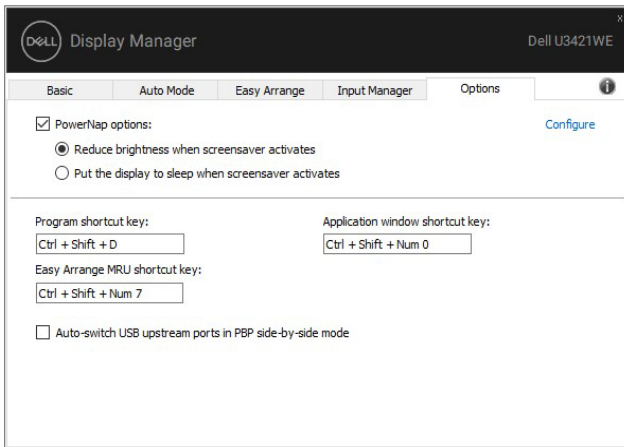 DELL Display Manager Dell U3421WE
Basic Auto Mode Easy Arrange Input Manager Options
PowerNap options: Configure
Reduce brightness when screensaver activates
Put the display to sleep when screensaver activates
Program shortcut key: Application window shortcut key:
Ctrl + Shift + D Ctrl + Shift + Num 0
Easy Arrange MRU shortcut key:
Ctrl + Shift + Num 7
Auto-switch USB upstream ports in PBP side-by-side mode